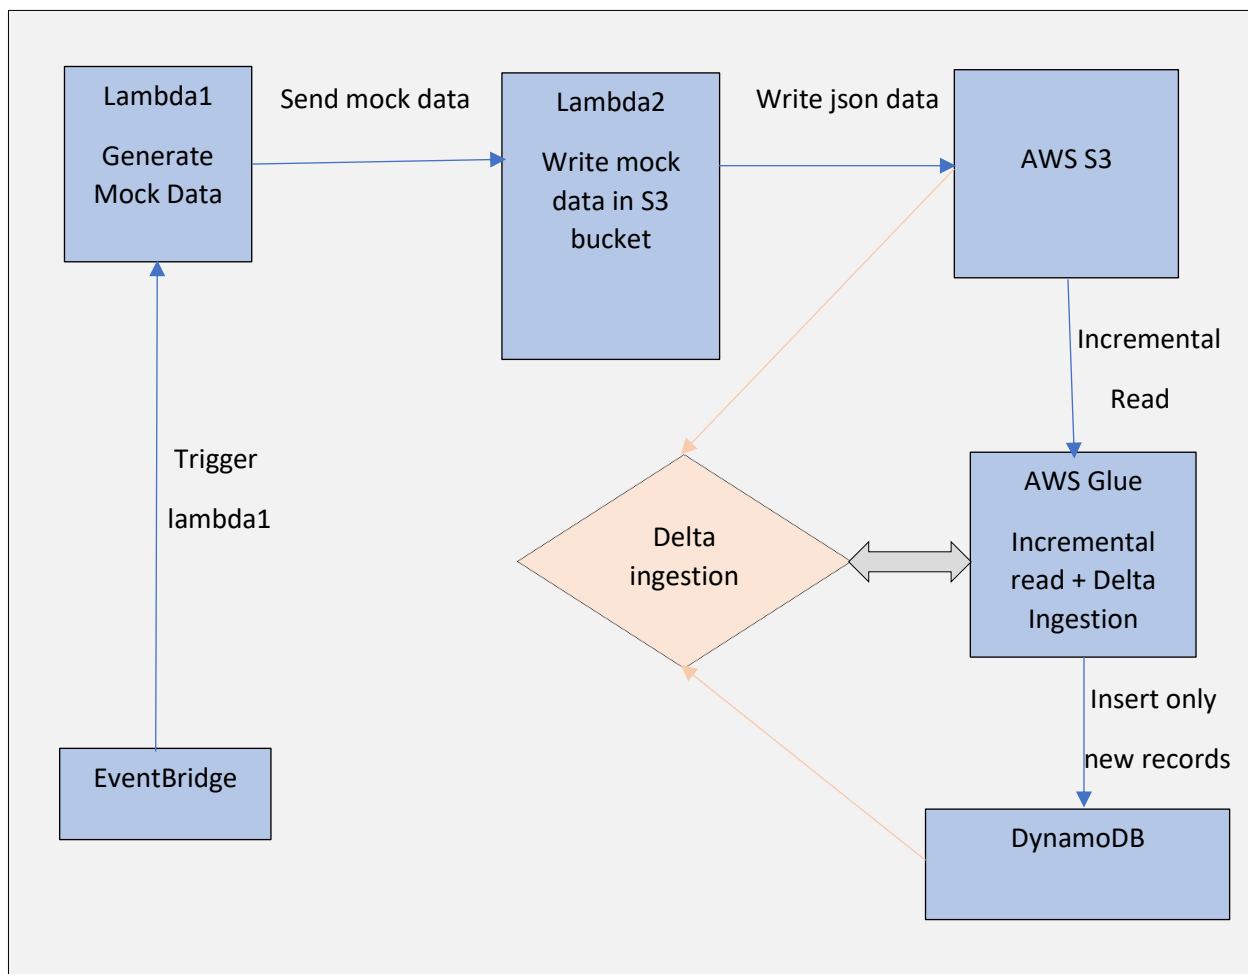 Lambda1
Generate
Mock Data
Send mock data
Lambda2
Write mock
data in S3
bucket
Write json data
AWS S3
Incremental
Read
Trigger
lambda1
Delta
ingestion
AWS Glue
Incremental
read + Delta
Ingestion
Insert only
new records
EventBridge
DynamoDB